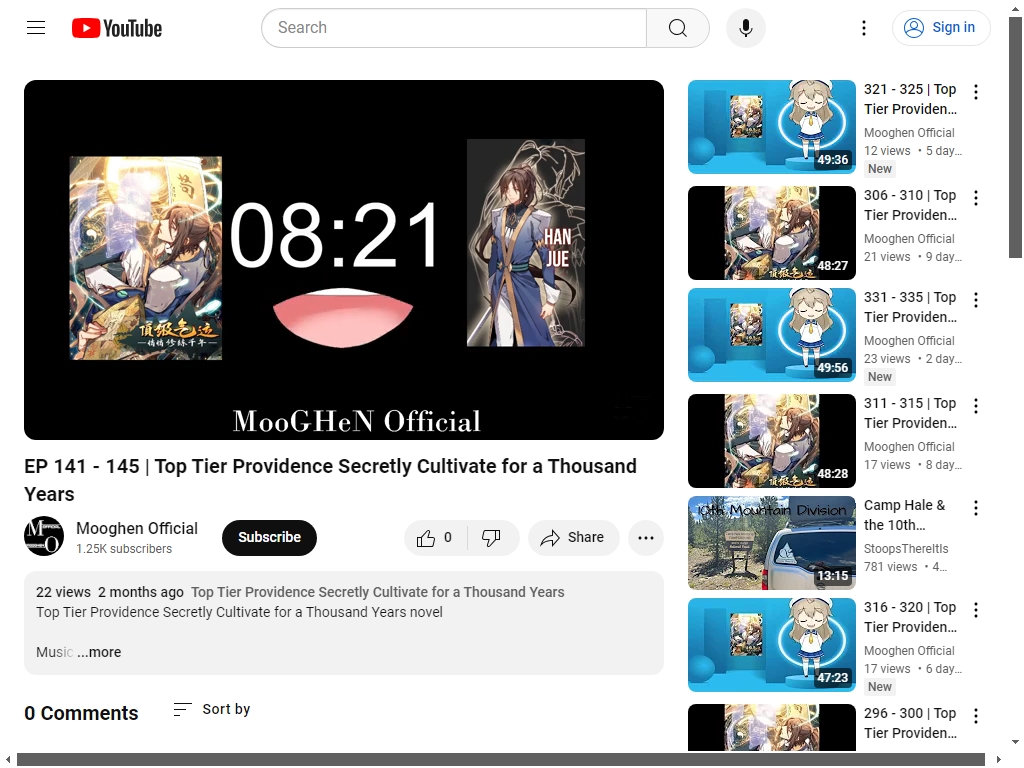 YouTube
Search
Sign in
08:21
HAN
JUE
頂级气运
悄悄修练千年
MooGHeN Official
EP 141 - 145 | Top Tier Providence Secretly Cultivate for a Thousand
Years
Mooghen Official
1.25K subscribers
Subscribe
0
Share
22 views 2 months ago Top Tier Providence Secretly Cultivate for a Thousand Years
Top Tier Providence Secretly Cultivate for a Thousand Years novel
Music ...more
0 Comments
Sort by
321 - 325 | Top
Tier Providen...
Mooghen Official
12 views • 5 day...
New
49:36
306 - 310 | Top
Tier Providen...
Mooghen Official
21 views • 9 day...
48:27
331 - 335 | Top
Tier Providen...
Mooghen Official
23 views • 2 day...
New
49:56
311 - 315 | Top
Tier Providen...
Mooghen Official
17 views • 8 day...
48:28
10th Mountain Division
Camp Hale &
the 10th...
StoopsThereItIs
781 views • 4...
13:15
316 - 320 | Top
Tier Providen...
Mooghen Official
17 views • 6 day...
New
47:23
296 - 300 | Top
Tier Providen...